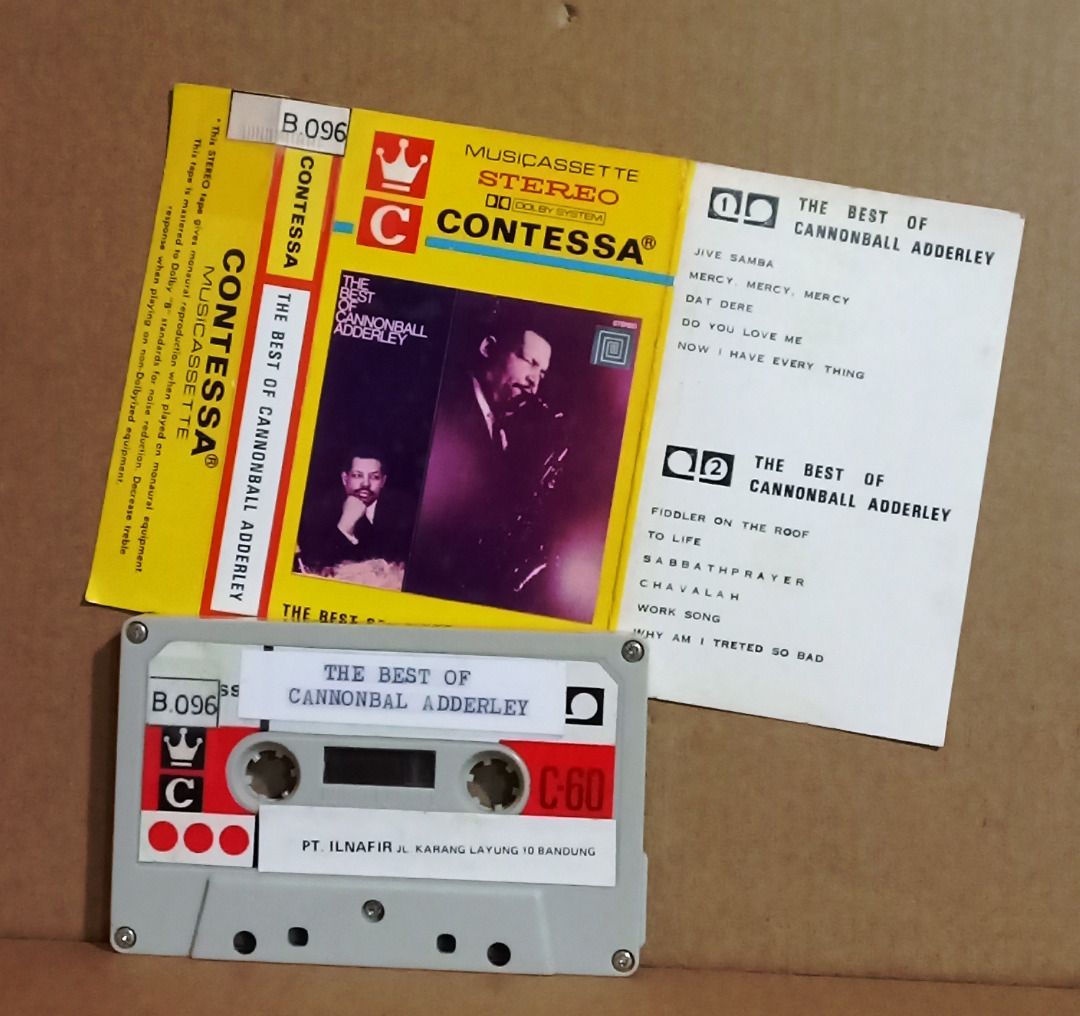 * This STEREO tape gives monaural reproduction when played on monaural equipment
This tape is mastered to Dolby "B" standards for noise reduction. Decrease treble
response when playing on non-Dolbyized equipment.
CONTESSA®
MUSICASSETTE
B.096
CONTESSA
THE BEST OF CANNONBALL ADDERLEY
MUSICASSETTE
STEREO
DOLBY SYSTEM
C
CONTESSA®
THE
BEST
OF
CANNONBALL
ADDERLEY
STEREO
THE BEST
1
THE BEST OF
CANNONBALL ADDERLEY
JIVE SAMBA
MERCY, MERCY, MERCY
DAT DERE
DO YOU LOVE ME
NOW I HAVE EVERY THING
2
THE BEST OF
CANNONBALL ADDERLEY
FIDDLER ON THE ROOF
TO LIFE
SABBATHPRAYER
CHAVALAH
WORK SONG
WHY AM I TRETED SO BAD
THE BEST OF
CANNONBAL ADDERLEY
B.096
C
C-60
PT. ILNAFIR JL. KARANG LAYUNG 10 BANDUNG